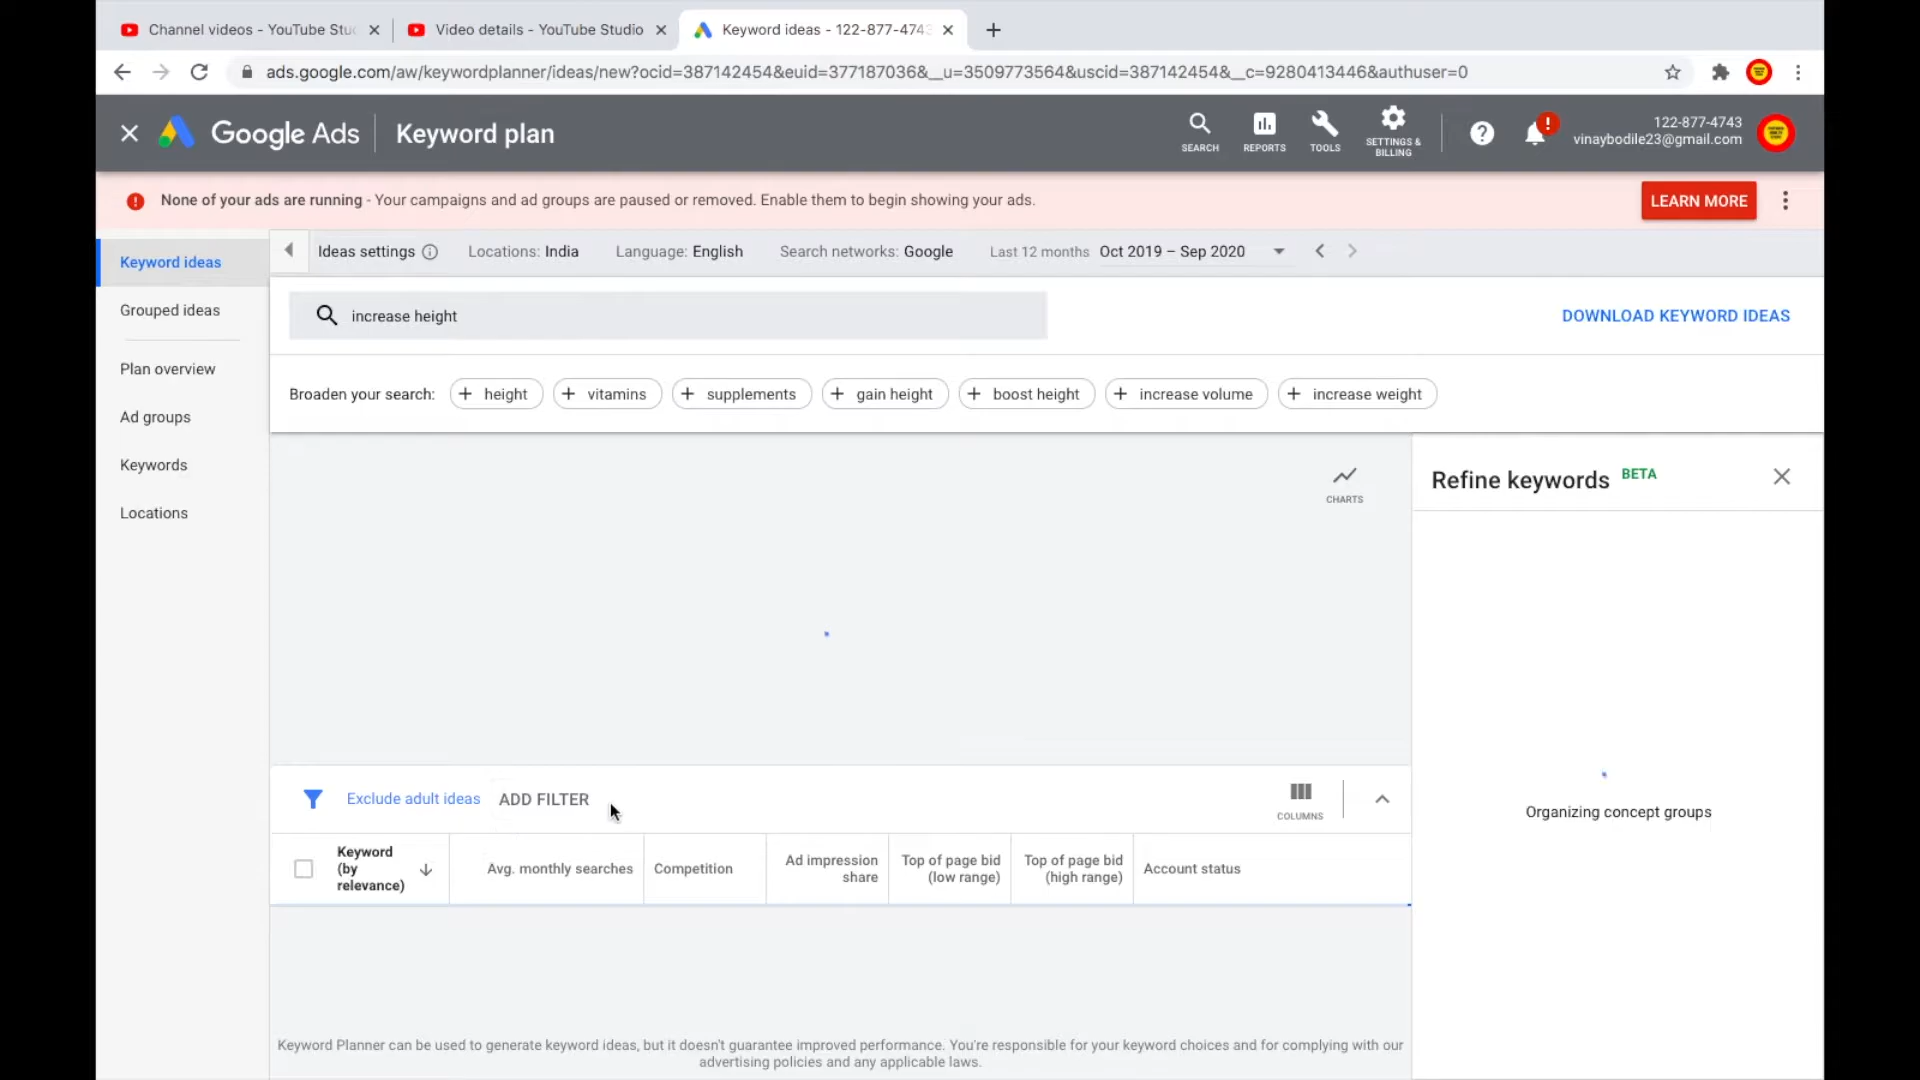 Channel videos - YouTube Stu
Video details - YouTube Studio
Keyword ideas - 122-877-474
ads.google.com/aw/keywordplanner/ideas/new?ocid=387142454&euid=377187036&__u=3509773564&uscid=387142454&__c=9280413446&authuser=0
Google Ads
Keyword plan
SEARCH
REPORTS
TOOLS
SETTINGS &
BILLING
122-877-4743
vinaybodile23@gmail.com
None of your ads are running - Your campaigns and ad groups are paused or removed. Enable them to begin showing your ads.
LEARN MORE
Keyword ideas
Grouped ideas
Plan overview
Ad groups
Keywords
Locations
Ideas settings
Locations: India
Language: English
Search networks: Google
Last 12 months
Oct 2019 – Sep 2020
increase height
DOWNLOAD KEYWORD IDEAS
Broaden your search:
height
vitamins
supplements
gain height
boost height
increase volume
increase weight
CHARTS
Refine keywords BETA
Organizing concept groups
Exclude adult ideas
ADD FILTER
COLUMNS
Keyword
(by
relevance)
Avg. monthly searches
Competition
Ad impression
share
Top of page bid
(low range)
Top of page bid
(high range)
Account status
Keyword Planner can be used to generate keyword ideas, but it doesn't guarantee improved performance. You're responsible for your keyword choices and for complying with our
advertising policies and any applicable laws.